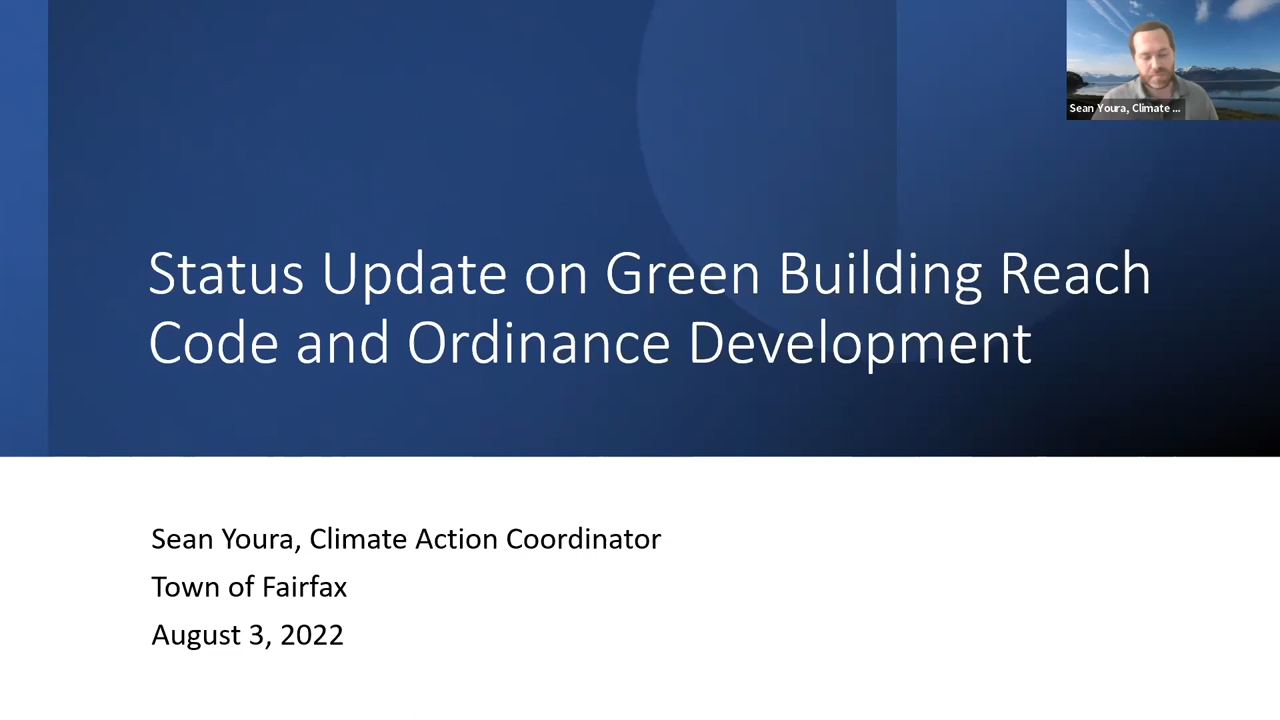 Sean Youra, Climate ...
Status Update on Green Building Reach
Code and Ordinance Development
Sean Youra, Climate Action Coordinator
Town of Fairfax
August 3, 2022